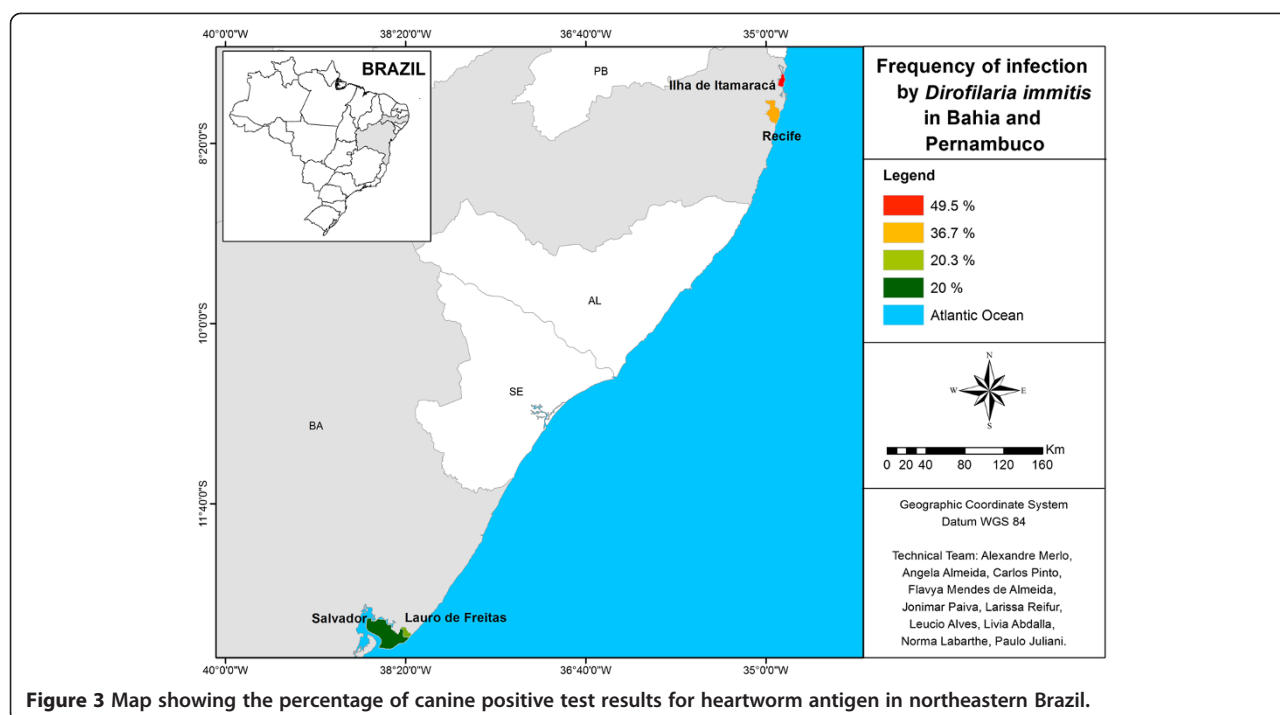 40°0'0"W
38°20'0"W
36°40'0"W
35°0'0"W
BRAZIL
PB
Ilha de Itamaracá
Recife
8°20'0"S
AL
10°0'0"S
SE
BA
11°40'0"S
Salvador
Lauro de Freitas
40°0'0"W
38°20'0"W
36°40'0"W
35°0'0"W
Frequency of infection
by Dirofilaria immitis
in Bahia and
Pernambuco
Legend
49.5 %
36.7 %
20.3 %
20 %
Atlantic Ocean
N
W
E
S
Km
0 20 40 80 120 160
Geographic Coordinate System
Datum WGS 84
Technical Team: Alexandre Merlo,
Angela Almeida, Carlos Pinto,
Flavya Mendes de Almeida,
Jonimar Paiva, Larissa Reifur,
Leucio Alves, Livia Abdalla,
Norma Labarthe, Paulo Juliani.
Figure 3 Map showing the percentage of canine positive test results for heartworm antigen in northeastern Brazil.